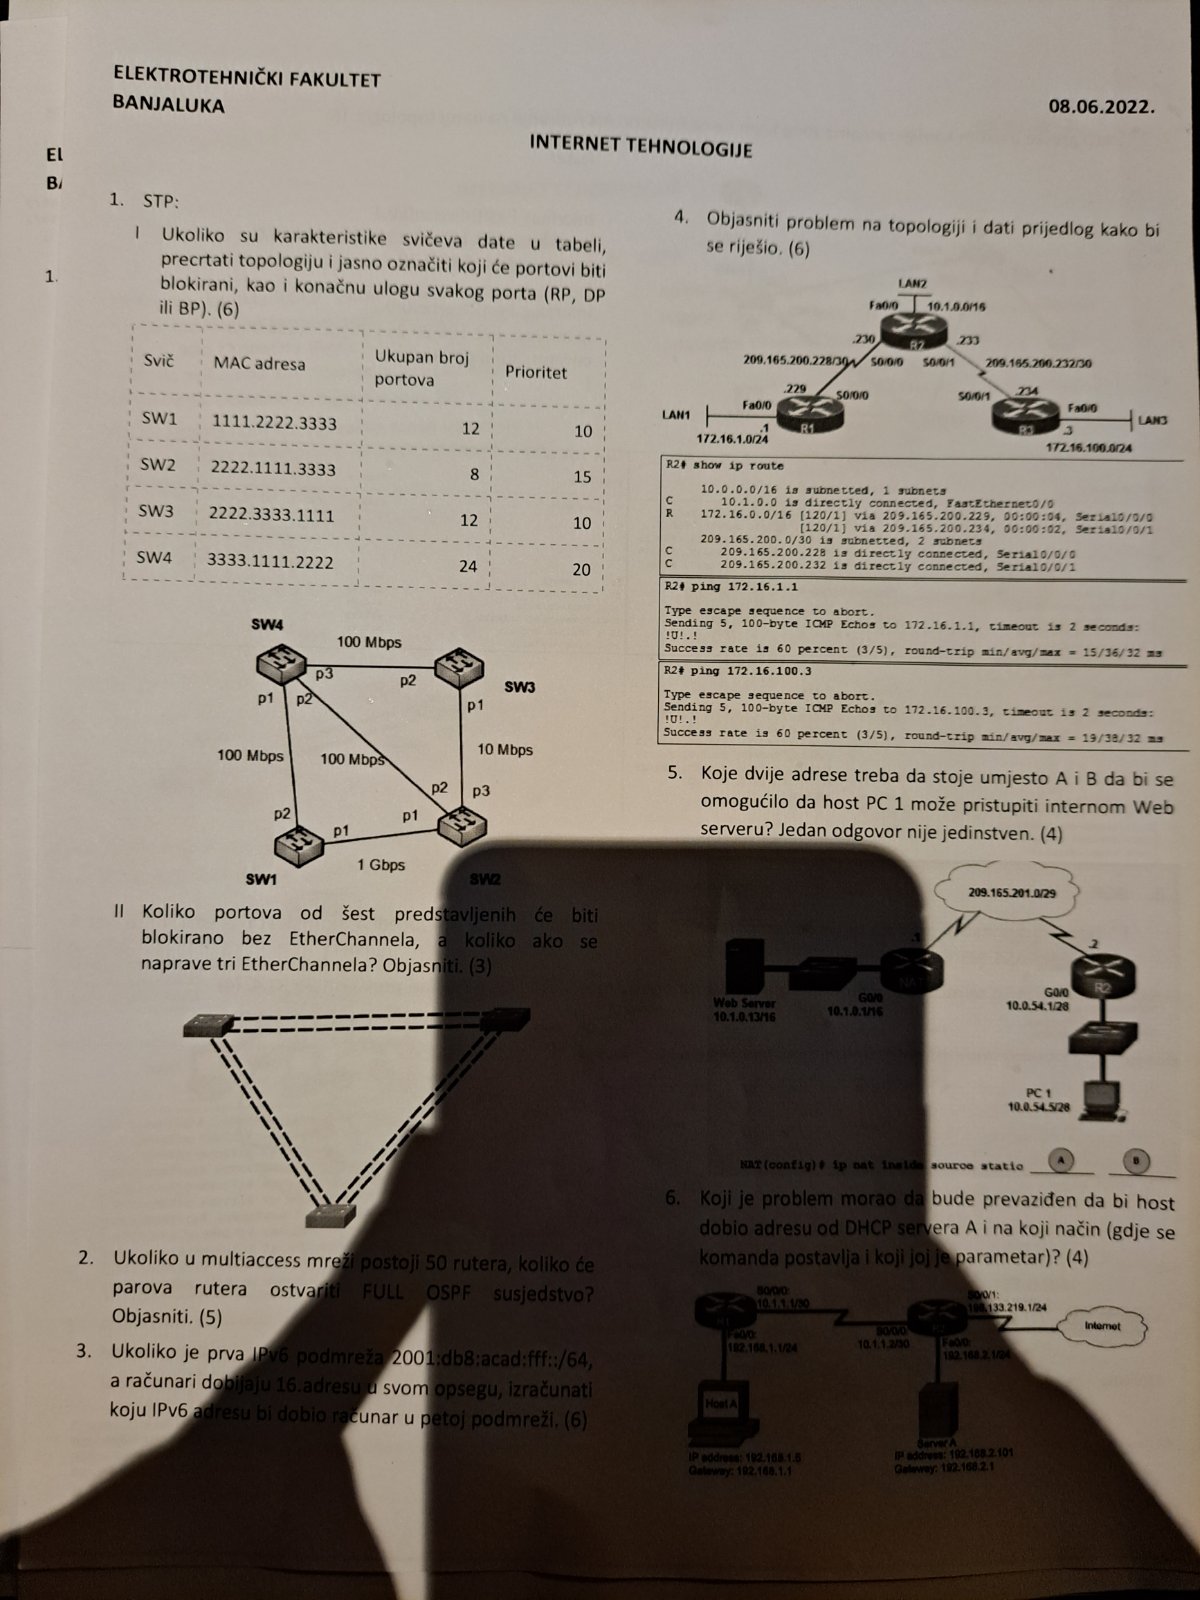 ELEKTROTEHNIČKI FAKULTET
BANJALUKA
08.06.2022.
INTERNET TEHNOLOGIJE
EL
BA
1.
1. STP:
I Ukoliko su karakteristike svičeva date u tabeli,
precrtati topologiju i jasno označiti koji će portovi biti
blokirani, kao i konačnu ulogu svakog porta (RP, DP
ili BP). (6)
Svič MAC adresa Ukupan broj portova Prioritet
SW1 1111.2222.3333 12 10
SW2 2222.1111.3333 8 15
SW3 2222.3333.1111 12 10
SW4 3333.1111.2222 24 20
SW4
100 Mbps
p3
p2
SW3
p1
p2
p1
100 Mbps
100 Mbps
10 Mbps
p2
p3
p2
p1
p1
1 Gbps
SW1
SW2
II Koliko portova od šest predstavljenih će biti
blokirano bez EtherChannela, a koliko ako se
naprave tri EtherChannela? Objasniti. (3)
2. Ukoliko u multiaccess mreži postoji 50 rutera, koliko će
parova rutera ostvariti FULL OSPF susjedstvo?
Objasniti. (5)
3. Ukoliko je prva IPv6 podmreža 2001:db8:acad:fff::/64,
a računari dobijaju 16.adresu u svom opsegu, izračunati
koju IPv6 adresu bi dobio računar u petoj podmreži. (6)
4. Objasniti problem na topologiji i dati prijedlog kako bi
se riješio. (6)
LAN2
Fa0/0 10.1.0.0/16
.230 R2 .233
209.165.200.228/30 S0/0/0 S0/0/1 209.165.200.232/30
.229 S0/0/0 S0/0/1 .234
LAN1 Fa0/0 R1 R3 Fa0/0 LAN3
.1 .3
172.16.1.0/24 172.16.100.0/24
R2# show ip route
10.0.0.0/16 is subnetted, 1 subnets
C 10.1.0.0 is directly connected, FastEthernet0/0
R 172.16.0.0/16 [120/1] via 209.165.200.229, 00:00:04, Serial0/0/0
[120/1] via 209.165.200.234, 00:00:02, Serial0/0/1
209.165.200.0/30 is subnetted, 2 subnets
C 209.165.200.228 is directly connected, Serial0/0/0
C 209.165.200.232 is directly connected, Serial0/0/1
R2# ping 172.16.1.1
Type escape sequence to abort.
Sending 5, 100-byte ICMP Echos to 172.16.1.1, timeout is 2 seconds:
!U!.!
Success rate is 60 percent (3/5), round-trip min/avg/max = 15/36/32 ms
R2# ping 172.16.100.3
Type escape sequence to abort.
Sending 5, 100-byte ICMP Echos to 172.16.100.3, timeout is 2 seconds:
!U!.!
Success rate is 60 percent (3/5), round-trip min/avg/max = 19/38/32 ms
5. Koje dvije adrese treba da stoje umjesto A i B da bi se
omogućilo da host PC 1 može pristupiti internom Web
serveru? Jedan odgovor nije jedinstven. (4)
209.165.201.0/29
.1
.2
NAT
R2
Web Server
10.1.0.13/16
G0/0
10.1.0.1/16
G0/0
10.0.54.1/28
PC 1
10.0.54.5/28
NAT(config)# ip nat inside source static A B
6. Koji je problem morao da bude prevaziđen da bi host
dobio adresu od DHCP servera A i na koji način (gdje se
komanda postavlja i koji joj je parametar)? (4)
S0/0/0:
10.1.1.1/30
S0/0/1:
133.219.1/24
R1
S0/0/0:
10.1.1.2/30
Internet
Fa0/0:
192.168.1.1/24
Fa0/0:
192.168.2.1/24
Host A
IP address: 192.168.1.5
Gateway: 192.168.1.1
Server A
IP address: 192.168.2.101
Gateway: 192.168.2.1